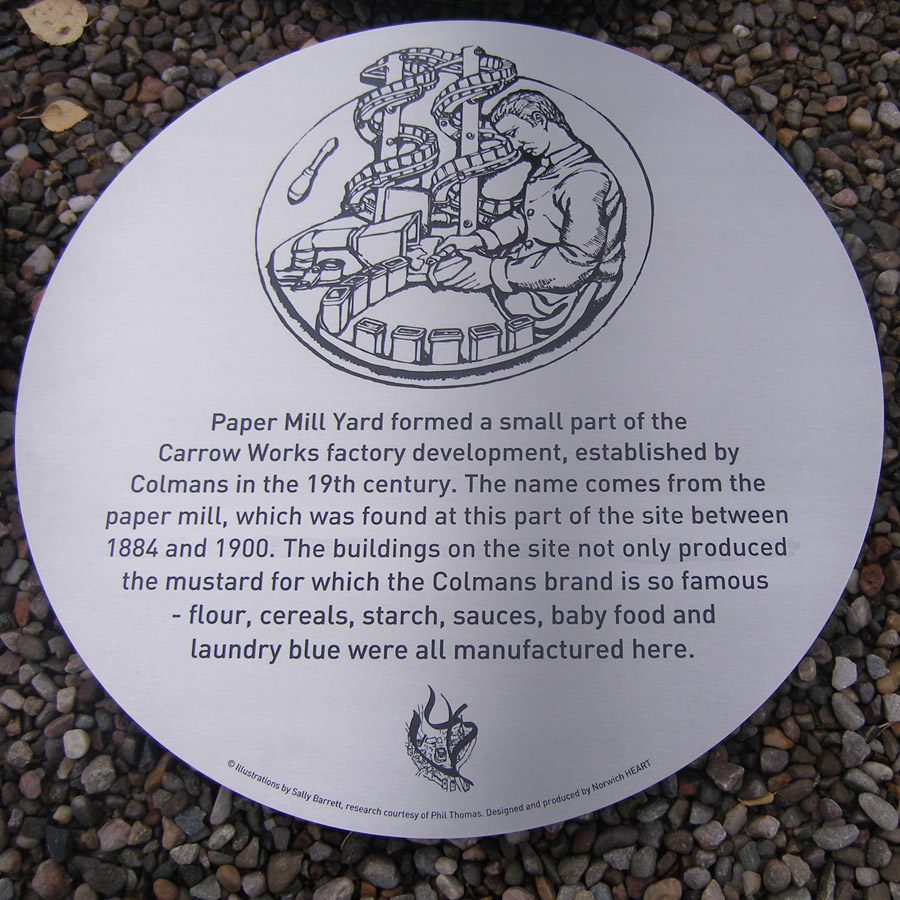 Paper Mill Yard formed a small part of the
Carrow Works factory development, established by
Colmans in the 19th century. The name comes from the
paper mill, which was found at this part of the site between
1884 and 1900. The buildings on the site not only produced
the mustard for which the Colmans brand is so famous
- flour, cereals, starch, sauces, baby food and
laundry blue were all manufactured here.
© Illustrations by Sally Barrett, research courtesy of Phil Thomas. Designed and produced by Norwich HEART